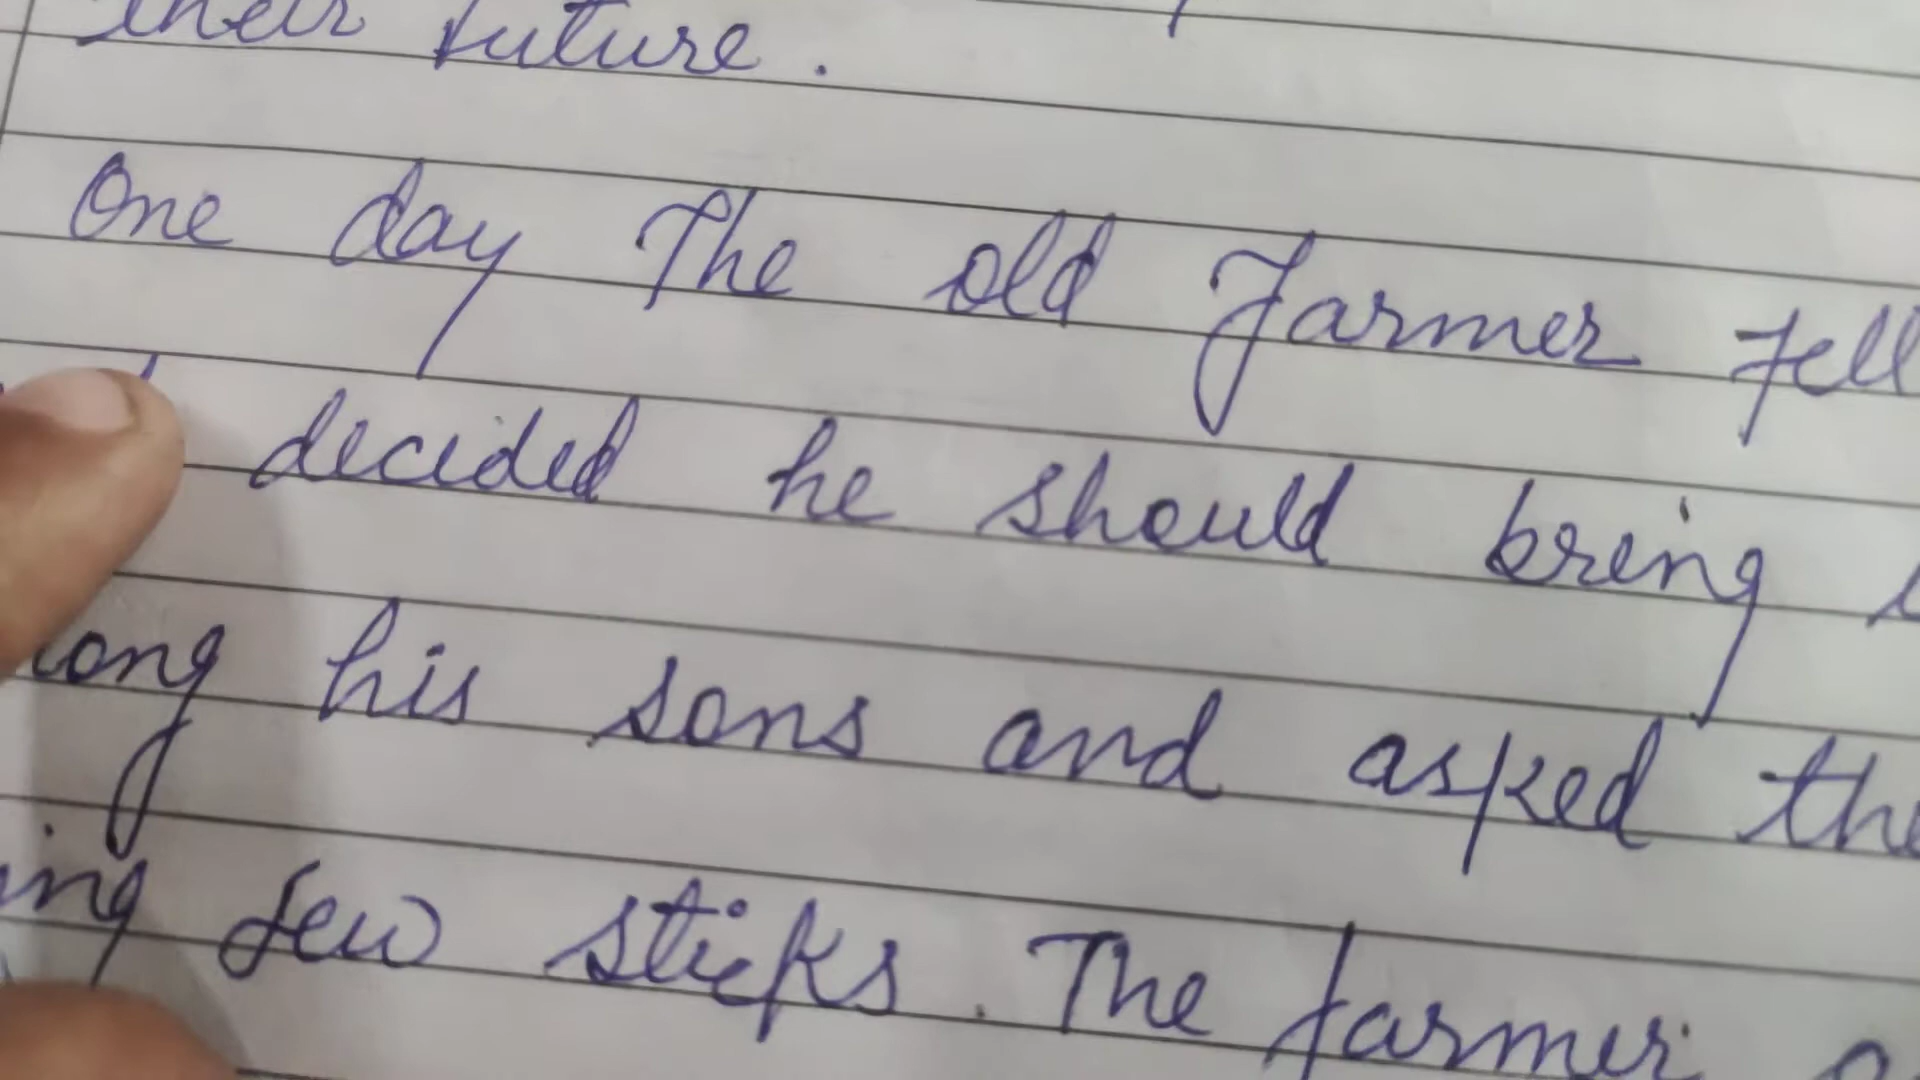 their future.
One day The old Farmer fell
decided he should bring
his sons and asked
few sticks. The farmer